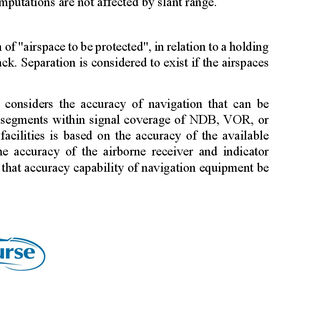 mputations are not affected by slant range.
of "airspace to be protected", in relation to a holding
ck. Separation is considered to exist if the airspaces
considers the accuracy of navigation that can be
segments within signal coverage of NDB, VOR, or
facilities is based on the accuracy of the available
e accuracy of the airborne receiver and indicator
that accuracy capability of navigation equipment be
urse